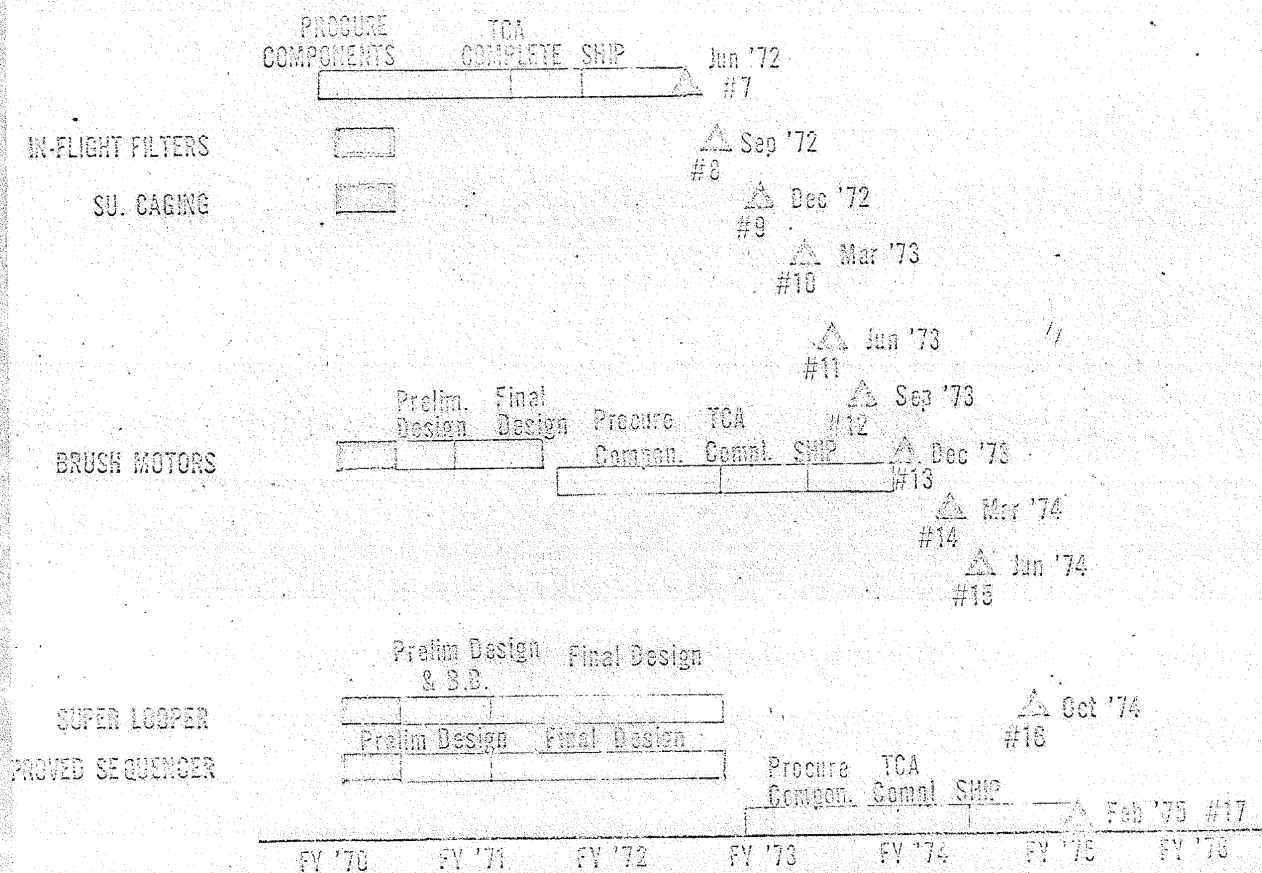 PROCURE
COMPONENTS
TCA
COMPLETE
SHIP
Jun '72
#7
IN-FLIGHT FILTERS
Sep '72
#8
SU. CAGING
Dec '72
#9
Mar '73
#10
Jun '73
#11
Sep '73
#12
BRUSH MOTORS
Prelim.
Design
Final
Design
Procure
Compon.
TCA
Compl.
SHIP
Dec '73
#13
Mar '74
#14
Jun '74
#15
SUPER LOOPER
Prelim Design
& B.B.
Final Design
Oct '74
#16
PROVED SEQUENCER
Prelim Design
Final Design
Procure
Compon.
TCA
Compl
SHIP
Feb '75 #17
FY '70
FY '71
FY '72
FY '73
FY '74
FY '75
FY '76